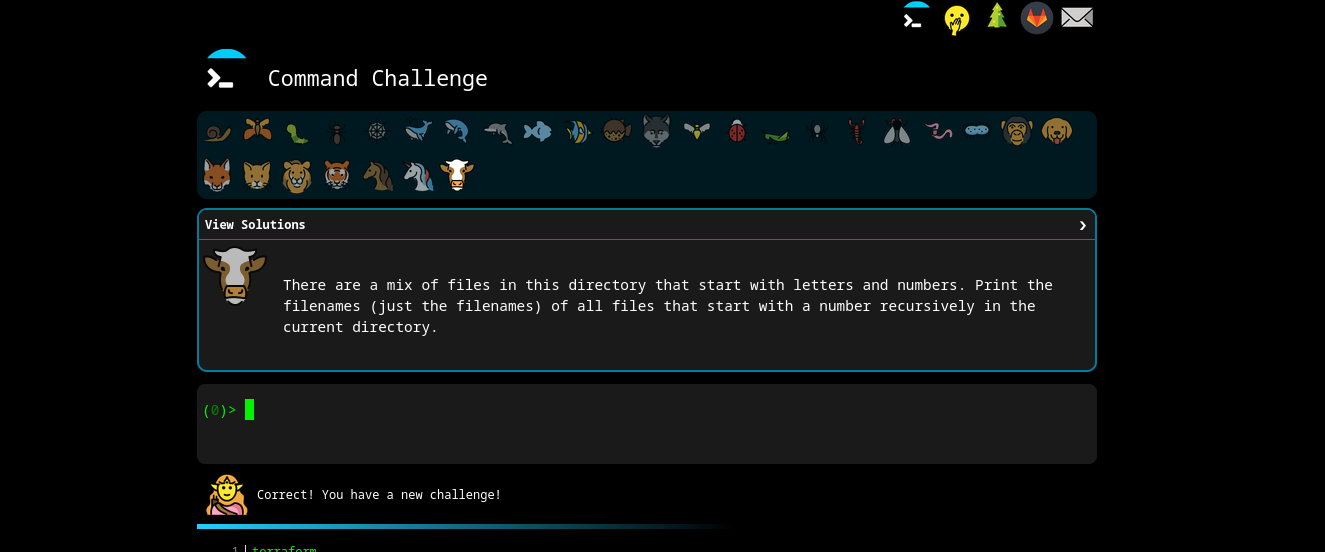 Command Challenge
View Solutions
There are a mix of files in this directory that start with letters and numbers. Print the
filenames (just the filenames) of all files that start with a number recursively in the
current directory.
(0)>
Correct! You have a new challenge!
1 terraform